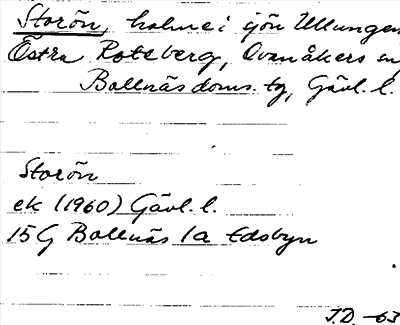 Storön, holme i sjön Ullungen,
Östra Roteberg, Ovanåkers sn,
Bollnäs doms. tg, Gävl. l.
Storön
ek (1960) Gävl. l.
15G Bollnäs 1a Edsbyn
J.D. -63